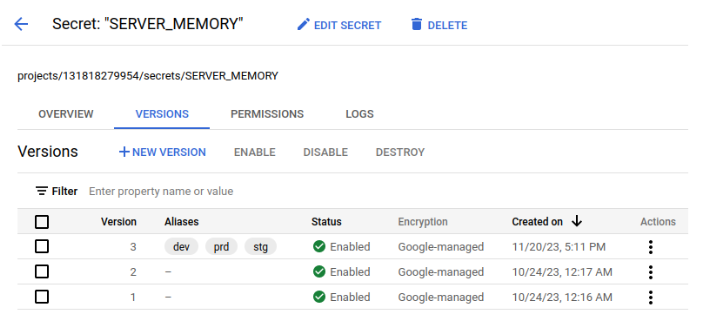 Secret: "SERVER_MEMORY" EDIT SECRET DELETE
projects/131818279954/secrets/SERVER_MEMORY
OVERVIEW VERSIONS PERMISSIONS LOGS
Versions + NEW VERSION ENABLE DISABLE DESTROY
Filter Enter property name or value
Version Aliases Status Encryption Created on Actions
3 dev prd stg Enabled Google-managed 11/20/23, 5:11 PM
2 – Enabled Google-managed 10/24/23, 12:17 AM
1 – Enabled Google-managed 10/24/23, 12:16 AM